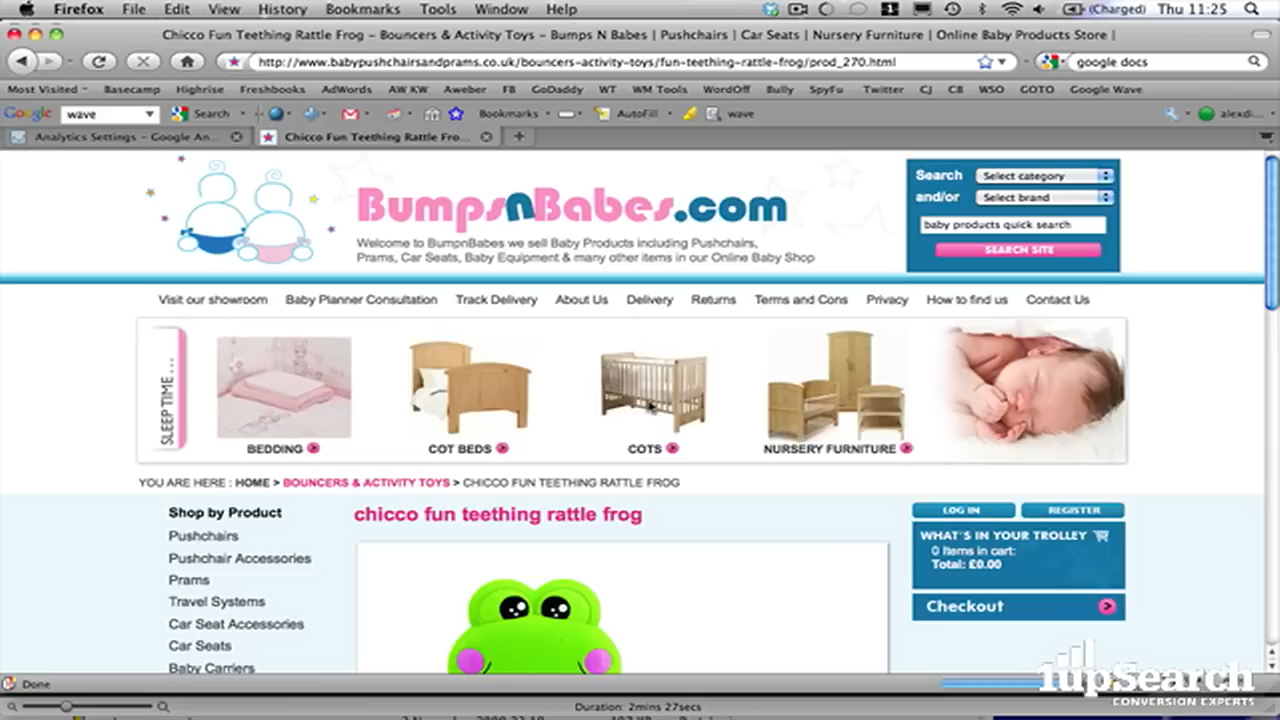 Firefox File Edit View History Bookmarks Tools Window Help (Charged) Thu 11:25
Chicco Fun Teething Rattle Frog – Bouncers & Activity Toys – Bumps N Babes | Pushchairs | Car Seats | Nursery Furniture | Online Baby Products Store |
http://www.babypushchairsandprams.co.uk/bouncers-activity-toys/fun-teething-rattle-frog/prod_270.html google docs
Most Visited Basecamp Highrise Freshbooks AdWords AW KW Aweber FB GoDaddy WT WM Tools WordOff Bully SpyFu Twitter CJ CB WSO GOTO Google Wave
Google wave Search Bookmarks AutoFill wave alexdi...
Analytics Settings – Google An... Chicco Fun Teething Rattle Fro...
BumpsnBabes.com
Welcome to BumpnBabes we sell Baby Products including Pushchairs,
Prams, Car Seats, Baby Equipment & many other items in our Online Baby Shop
Search Select category
and/or Select brand
baby products quick search
SEARCH SITE
Visit our showroom Baby Planner Consultation Track Delivery About Us Delivery Returns Terms and Cons Privacy How to find us Contact Us
SLEEP TIME...
BEDDING COT BEDS COTS NURSERY FURNITURE
YOU ARE HERE : HOME > BOUNCERS & ACTIVITY TOYS > CHICCO FUN TEETHING RATTLE FROG
Shop by Product
Pushchairs
Pushchair Accessories
Prams
Travel Systems
Car Seat Accessories
Car Seats
Baby Carriers
chicco fun teething rattle frog
LOG IN REGISTER
WHAT'S IN YOUR TROLLEY
0 Items in cart:
Total: £0.00
Checkout
1upSearch
CONVERSION EXPERTS
Done
Duration: 2mins 27secs